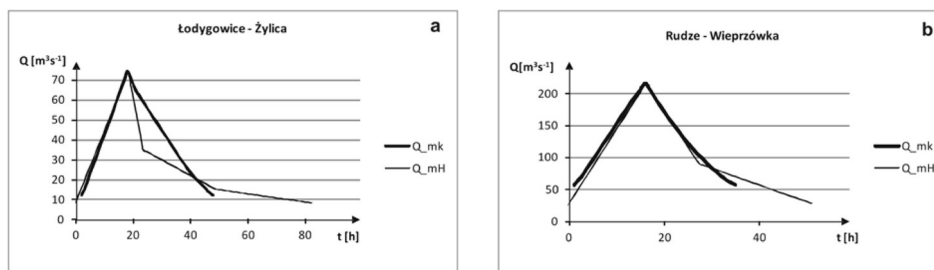 Łodygowice - Żylica
a
Q [m³s⁻¹]
70
60
50
40
30
20
10
0
0
20
40
60
80
t [h]
Q_mk
Q_mH
Rudze - Wieprzówka
b
Q[m³s⁻¹]
200
150
100
50
0
0
20
40
t [h]
Q_mk
Q_mH